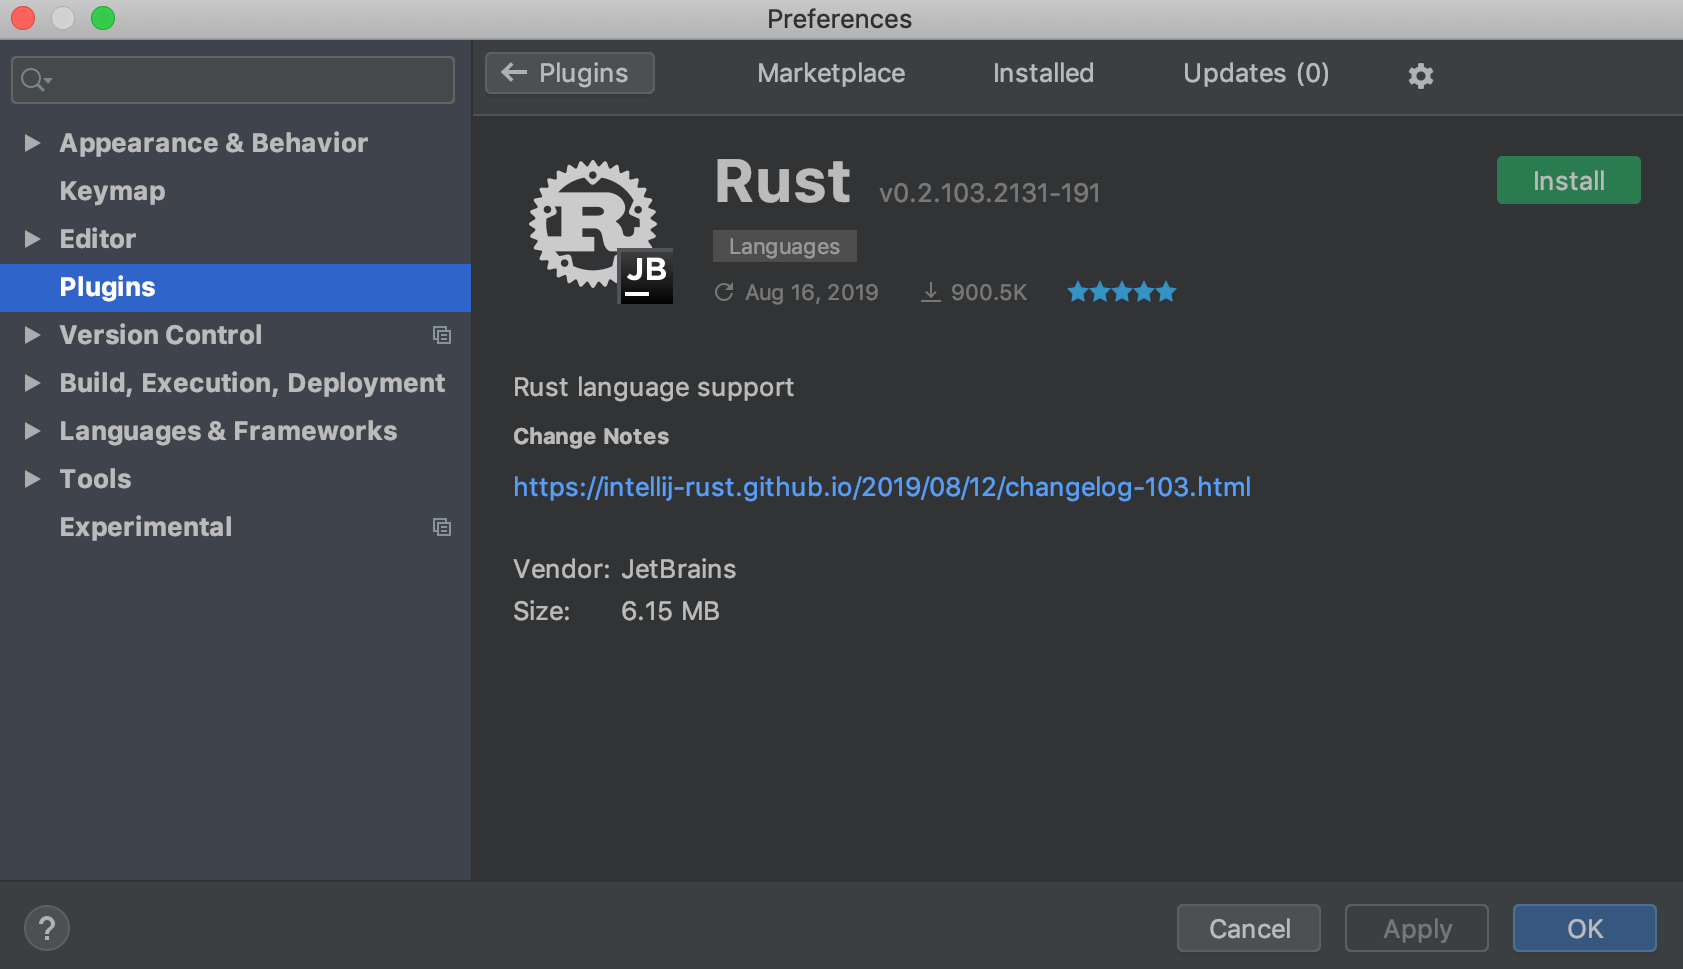 Preferences
Plugins
Marketplace
Installed
Updates (0)
Appearance & Behavior
Keymap
Editor
Plugins
Version Control
Build, Execution, Deployment
Languages & Frameworks
Tools
Experimental
R
JB
Rust v0.2.103.2131-191
Install
Languages
Aug 16, 2019 900.5K
Rust language support
Change Notes
https://intellij-rust.github.io/2019/08/12/changelog-103.html
Vendor: JetBrains
Size: 6.15 MB
?
Cancel
Apply
OK